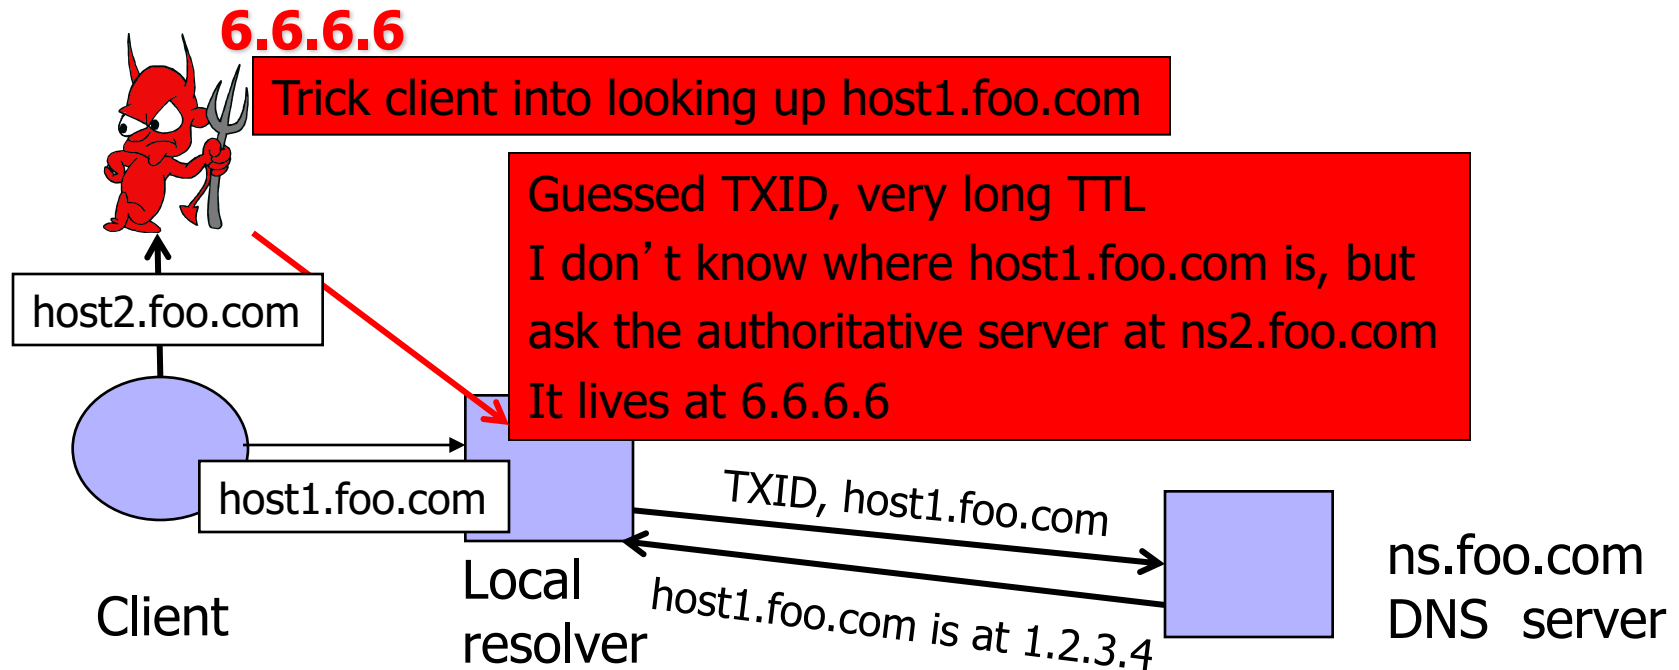 6.6.6.6
Trick client into looking up host1.foo.com
Guessed TXID, very long TTL
I don’t know where host1.foo.com is, but
ask the authoritative server at ns2.foo.com
It lives at 6.6.6.6
host2.foo.com
host1.foo.com
TXID, host1.foo.com
host1.foo.com is at 1.2.3.4
Client
Local
resolver
ns.foo.com
DNS server